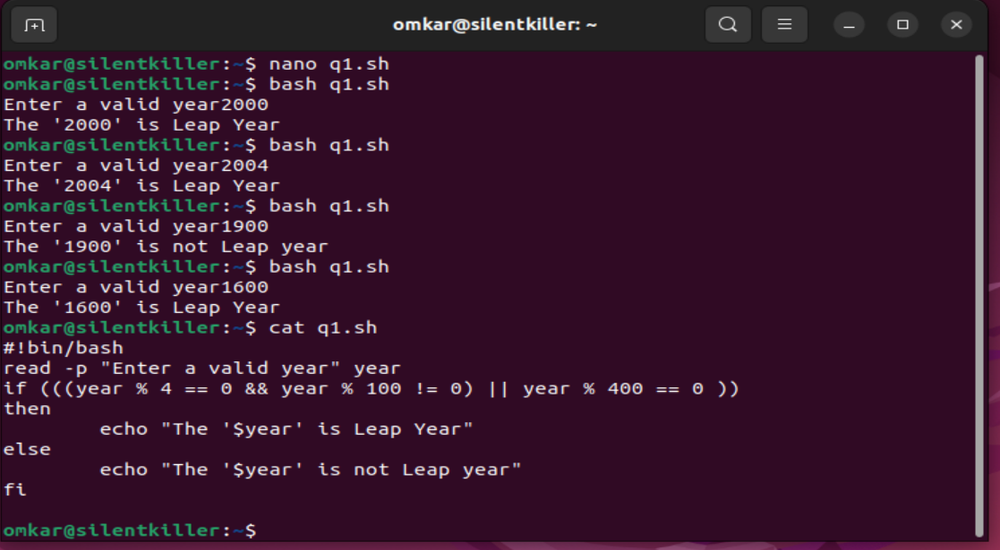 omkar@silentkiller: ~
omkar@silentkiller:~$ nano q1.sh
omkar@silentkiller:~$ bash q1.sh
Enter a valid year2000
The '2000' is Leap Year
omkar@silentkiller:~$ bash q1.sh
Enter a valid year2004
The '2004' is Leap Year
omkar@silentkiller:~$ bash q1.sh
Enter a valid year1900
The '1900' is not Leap year
omkar@silentkiller:~$ bash q1.sh
Enter a valid year1600
The '1600' is Leap Year
omkar@silentkiller:~$ cat q1.sh
#!bin/bash
read -p "Enter a valid year" year
if (((year % 4 == 0 && year % 100 != 0) || year % 400 == 0 ))
then
        echo "The '$year' is Leap Year"
else
        echo "The '$year' is not Leap year"
fi
omkar@silentkiller:~$